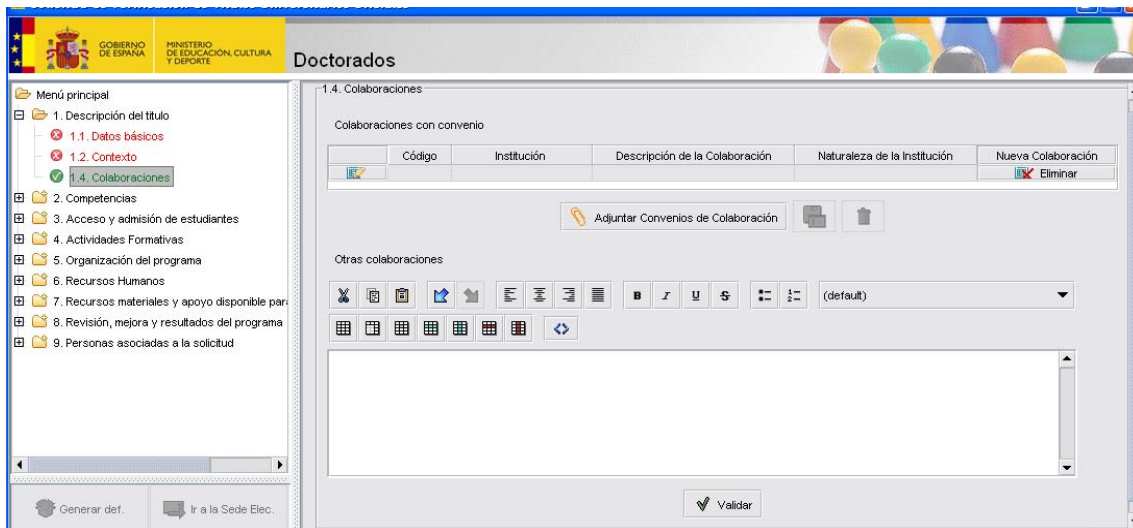 GOBIERNO
DE ESPAÑA
MINISTERIO
DE EDUCACIÓN, CULTURA
Y DEPORTE
Doctorados
Menú principal
1. Descripción del título
1.1. Datos básicos
1.2. Contexto
1.4. Colaboraciones
2. Competencias
3. Acceso y admisión de estudiantes
4. Actividades Formativas
5. Organización del programa
6. Recursos Humanos
7. Recursos materiales y apoyo disponible par
8. Revisión, mejora y resultados del programa
9. Personas asociadas a la solicitud
Generar def.
Ir a la Sede Elec.
1.4. Colaboraciones
Colaboraciones con convenio
Código Institución Descripción de la Colaboración Naturaleza de la Institución Nueva Colaboración
Eliminar
Adjuntar Convenios de Colaboración
Otras colaboraciones
B I U S (default)
Validar